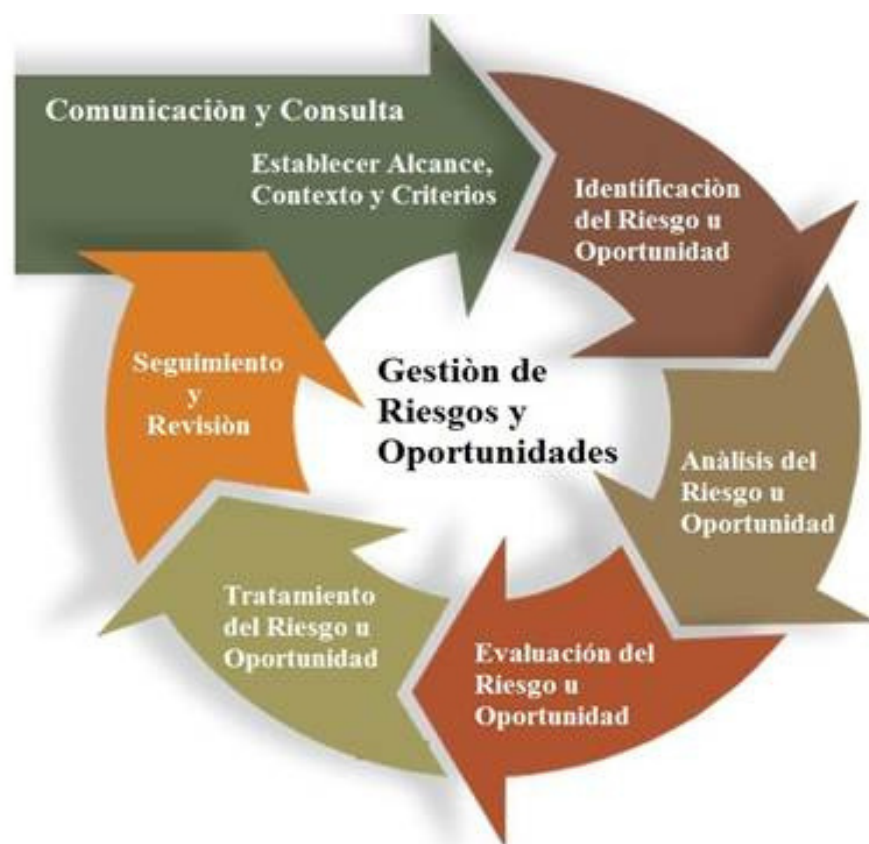 Comunicaciòn y Consulta
Establecer Alcance,
Contexto y Criterios
Identificaciòn
del Riesgo u
Oportunidad
Anàlisis del
Riesgo u
Oportunidad
Evaluación del
Riesgo u
Oportunidad
Tratamiento
del Riesgo u
Oportunidad
Seguimiento
y
Revisiòn
Gestiòn de
Riesgos y
Oportunidades